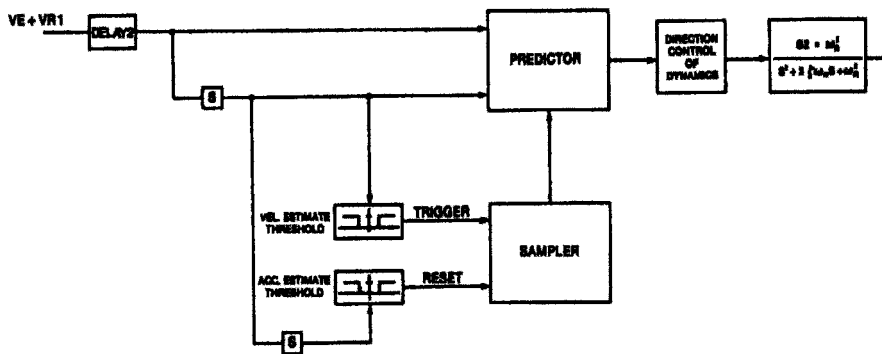 VE + VR1
DELAY2
S
PREDICTOR
DIRECTION
CONTROL
OF
DYNAMICS
VEL. ESTIMATE
THRESHOLD
TRIGGER
SAMPLER
ACC. ESTIMATE
THRESHOLD
RESET
S